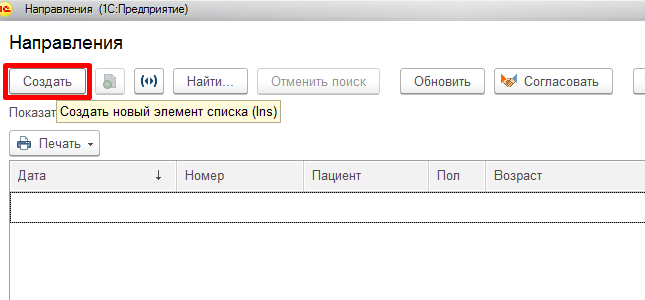 Направления (1С:Предприятие)
Направления
Создать Найти... Отменить поиск Обновить Согласовать
Показат Создать новый элемент списка (Ins)
Печать
Дата Номер Пациент Пол Возраст